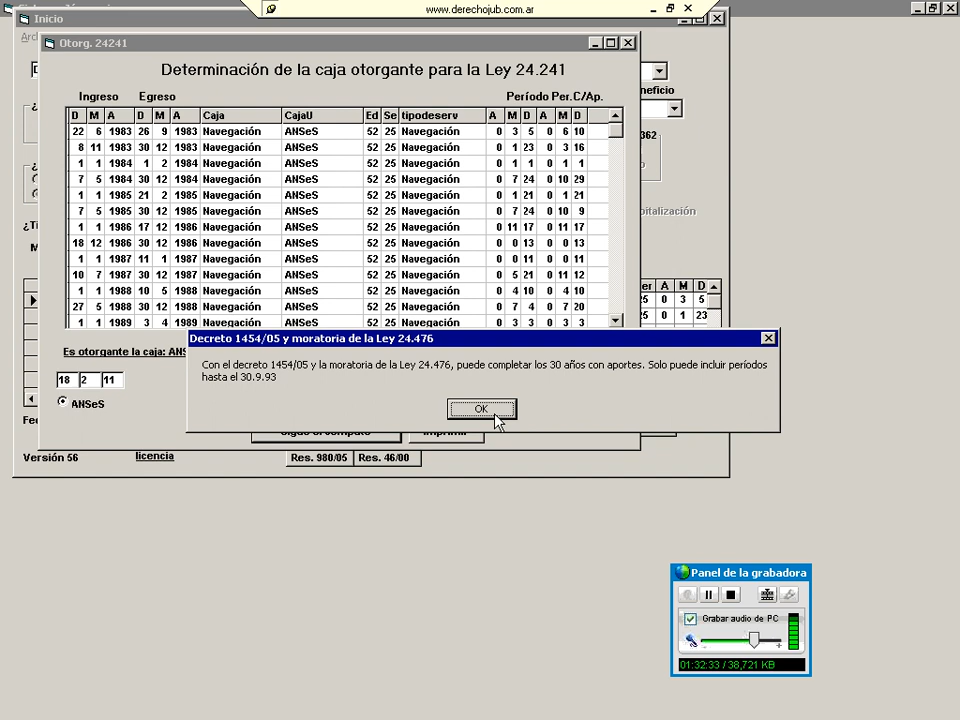 www.derechojub.com.ar
Inicio
Otorg. 24241
Determinación de la caja otorgante para la Ley 24.241
Ingreso Egreso Período Per.C/Ap.
D M A D M A Caja CajaU Ed Se tipodeserv A M D A M D
22 6 1983 26 9 1983 Navegación ANSeS 52 25 Navegación 0 3 5 0 6 10
8 11 1983 30 12 1983 Navegación ANSeS 52 25 Navegación 0 1 23 0 3 16
1 1 1984 1 2 1984 Navegación ANSeS 52 25 Navegación 0 1 1 0 1 1
7 5 1984 30 12 1984 Navegación ANSeS 52 25 Navegación 0 7 24 0 10 29
1 1 1985 21 2 1985 Navegación ANSeS 52 25 Navegación 0 1 21 0 1 21
7 5 1985 30 12 1985 Navegación ANSeS 52 25 Navegación 0 7 24 0 10 9
1 1 1986 17 12 1986 Navegación ANSeS 52 25 Navegación 0 11 17 0 11 17
18 12 1986 30 12 1986 Navegación ANSeS 52 25 Navegación 0 0 13 0 0 13
1 1 1987 11 1 1987 Navegación ANSeS 52 25 Navegación 0 0 11 0 0 11
10 7 1987 30 12 1987 Navegación ANSeS 52 25 Navegación 0 5 21 0 11 12
1 1 1988 10 5 1988 Navegación ANSeS 52 25 Navegación 0 4 10 0 4 10
27 5 1988 30 12 1988 Navegación ANSeS 52 25 Navegación 0 7 4 0 7 20
1 1 1989 3 4 1989 Navegación ANSeS 52 25 Navegación 0 3 3 0 3 3
neficio
362
pitalización
er A M D
25 0 3 5
25 0 1 23
Decreto 1454/05 y moratoria de la Ley 24.476
Con el decreto 1454/05 y la moratoria de la Ley 24.476, puede completar los 30 años con aportes. Solo puede incluir períodos
hasta el 30.9.93
OK
Es otorgante la caja: ANS
18 2 11
ANSeS
Versión 56
licencia
Res. 980/05 Res. 46/00
Panel de la grabadora
Grabar audio de PC
01:32:33 / 38,721 KB